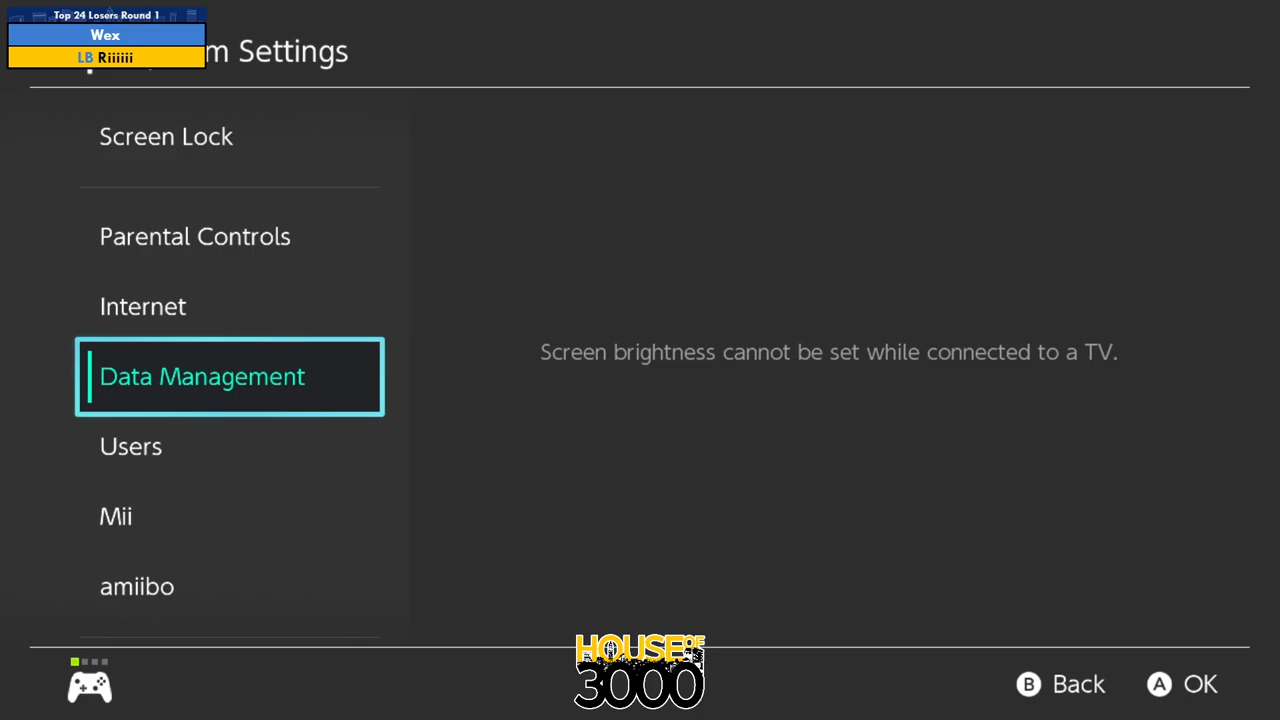 Top 24 Losers Round 1
Wex
LB Riiiiii
m Settings
Screen Lock
Parental Controls
Internet
Data Management
Users
Mii
amiibo
Screen brightness cannot be set while connected to a TV.
HOUSE OF
3000
B Back
A OK